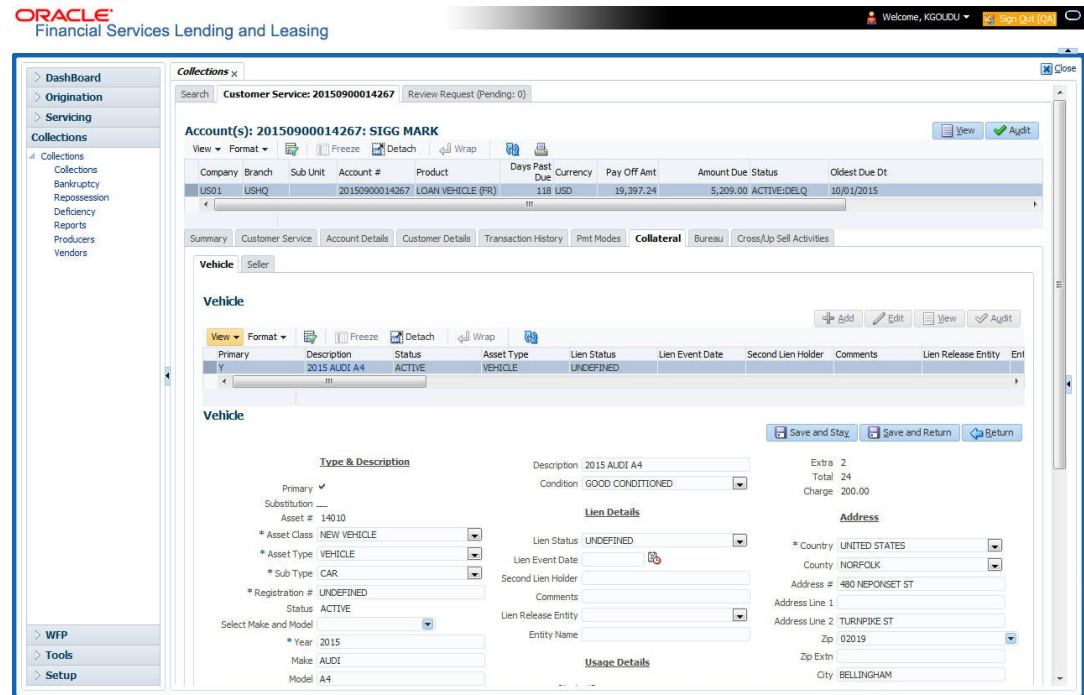 ORACLE
Financial Services Lending and Leasing
Welcome, KGOUDU
Sign Out [QA]
Close
DashBoard
Origination
Servicing
Collections
Collections
Collections
Bankruptcy
Repossession
Deficiency
Reports
Producers
Vendors
WFP
Tools
Setup
Collections x
Search Customer Service: 20150900014267 Review Request (Pending: 0)
Account(s): 20150900014267: SIGG MARK
View Audit
View Format Freeze Detach Wrap
Company Branch Sub Unit Account # Product Days Past Due Currency Pay Off Amt Amount Due Status Oldest Due Dt
US01 USHQ 20150900014267 LOAN VEHICLE (FR) 118 USD 19,397.24 5,209.00 ACTIVE:DELQ 10/01/2015
Summary Customer Service Account Details Customer Details Transaction History Pmt Modes Collateral Bureau Cross/Up Sell Activities
Vehicle Seller
Vehicle
Add Edit View Audit
View Format Freeze Detach Wrap
Primary Description Status Asset Type Lien Status Lien Event Date Second Lien Holder Comments Lien Release Entity Ent
Y 2015 AUDI A4 ACTIVE VEHICLE UNDEFINED
Vehicle
Save and Stay Save and Return Return
Type & Description
Primary
Substitution
Asset # 14010
* Asset Class NEW VEHICLE
* Asset Type VEHICLE
* Sub Type CAR
* Registration # UNDEFINED
Status ACTIVE
Select Make and Model
* Year 2015
Make AUDI
Model A4
Description 2015 AUDI A4
Condition GOOD CONDITIONED
Lien Details
Lien Status UNDEFINED
Lien Event Date
Second Lien Holder
Comments
Lien Release Entity
Entity Name
Usage Details
Extra 2
Total 24
Charge 200.00
Address
* Country UNITED STATES
County NORFOLK
Address # 480 NEPONSET ST
Address Line 1
Address Line 2 TURNPIKE ST
Zip 02019
Zip Extn
City BELLINGHAM